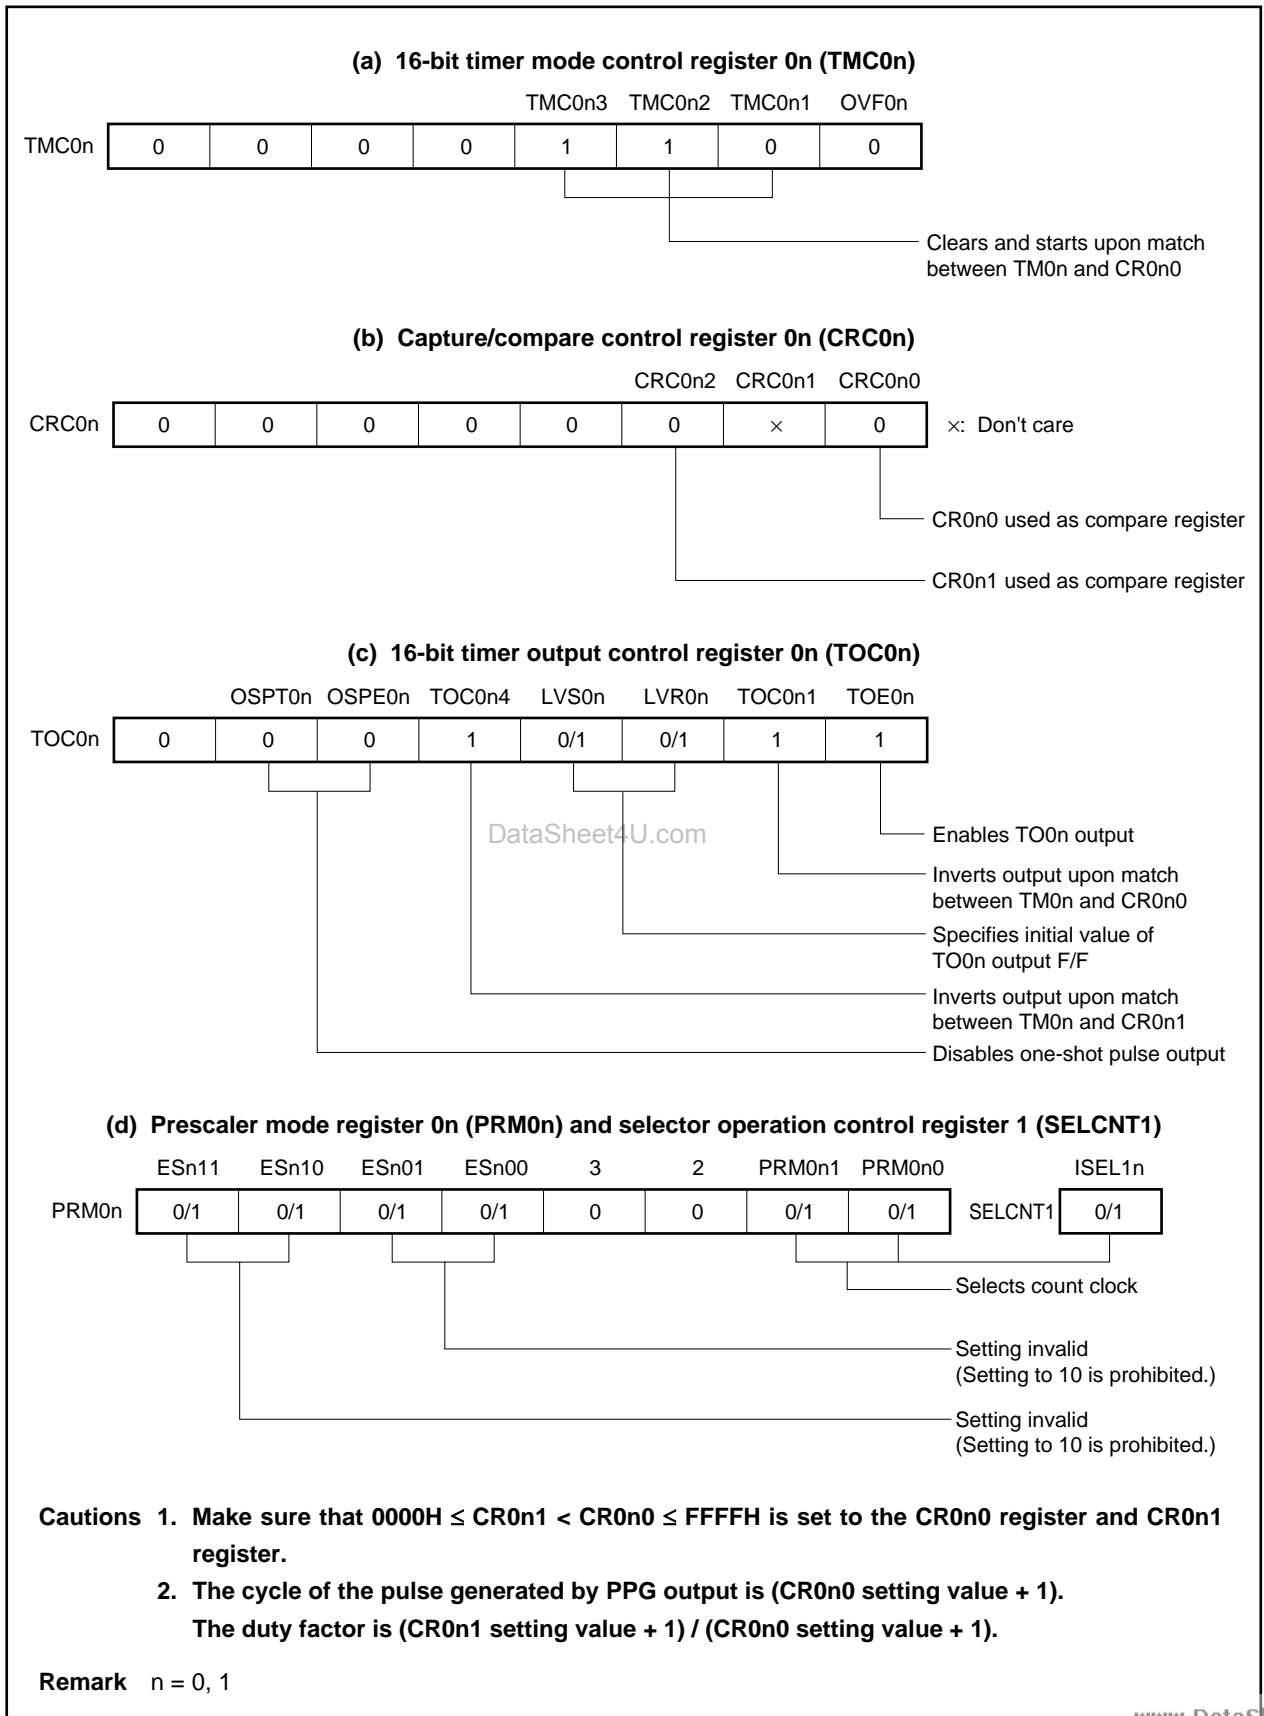 (a) 16-bit timer mode control register 0n (TMC0n)
TMC0n3 TMC0n2 TMC0n1 OVF0n
TMC0n 0 0 0 0 1 1 0 0
Clears and starts upon match
between TM0n and CR0n0
(b) Capture/compare control register 0n (CRC0n)
CRC0n2 CRC0n1 CRC0n0
CRC0n 0 0 0 0 0 0 × 0 ×: Don't care
CR0n0 used as compare register
CR0n1 used as compare register
(c) 16-bit timer output control register 0n (TOC0n)
OSPT0n OSPE0n TOC0n4 LVS0n LVR0n TOC0n1 TOE0n
TOC0n 0 0 0 1 0/1 0/1 1 1
DataSheet4U.com
Enables TO0n output
Inverts output upon match
between TM0n and CR0n0
Specifies initial value of
TO0n output F/F
Inverts output upon match
between TM0n and CR0n1
Disables one-shot pulse output
(d) Prescaler mode register 0n (PRM0n) and selector operation control register 1 (SELCNT1)
ESn11 ESn10 ESn01 ESn00 3 2 PRM0n1 PRM0n0 ISEL1n
PRM0n 0/1 0/1 0/1 0/1 0 0 0/1 0/1 SELCNT1 0/1
Selects count clock
Setting invalid
(Setting to 10 is prohibited.)
Setting invalid
(Setting to 10 is prohibited.)
Cautions 1. Make sure that 0000H ≤ CR0n1 < CR0n0 ≤ FFFFH is set to the CR0n0 register and CR0n1
register.
2. The cycle of the pulse generated by PPG output is (CR0n0 setting value + 1).
The duty factor is (CR0n1 setting value + 1) / (CR0n0 setting value + 1).
Remark n = 0, 1